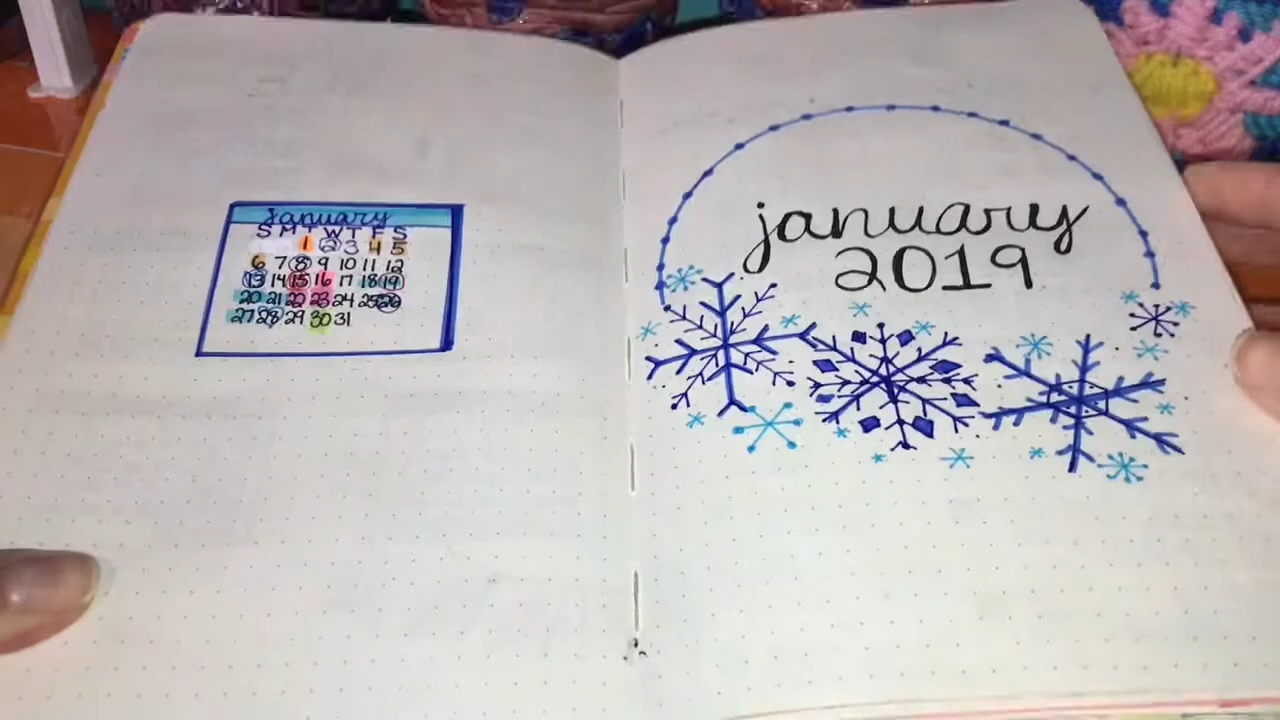 January
S M T W T F S
1 2 3 4 5
6 7 8 9 10 11 12
13 14 15 16 17 18 19
20 21 22 23 24 25 26
27 28 29 30 31
january
2019